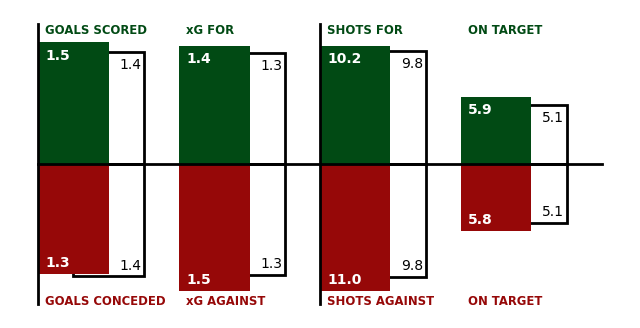 GOALS SCORED xG FOR SHOTS FOR ON TARGET
1.5 1.4 1.4 1.3 10.2 9.8 5.9 5.1
1.3 1.4 1.5 1.3 11.0 9.8 5.8 5.1
GOALS CONCEDED xG AGAINST SHOTS AGAINST ON TARGET